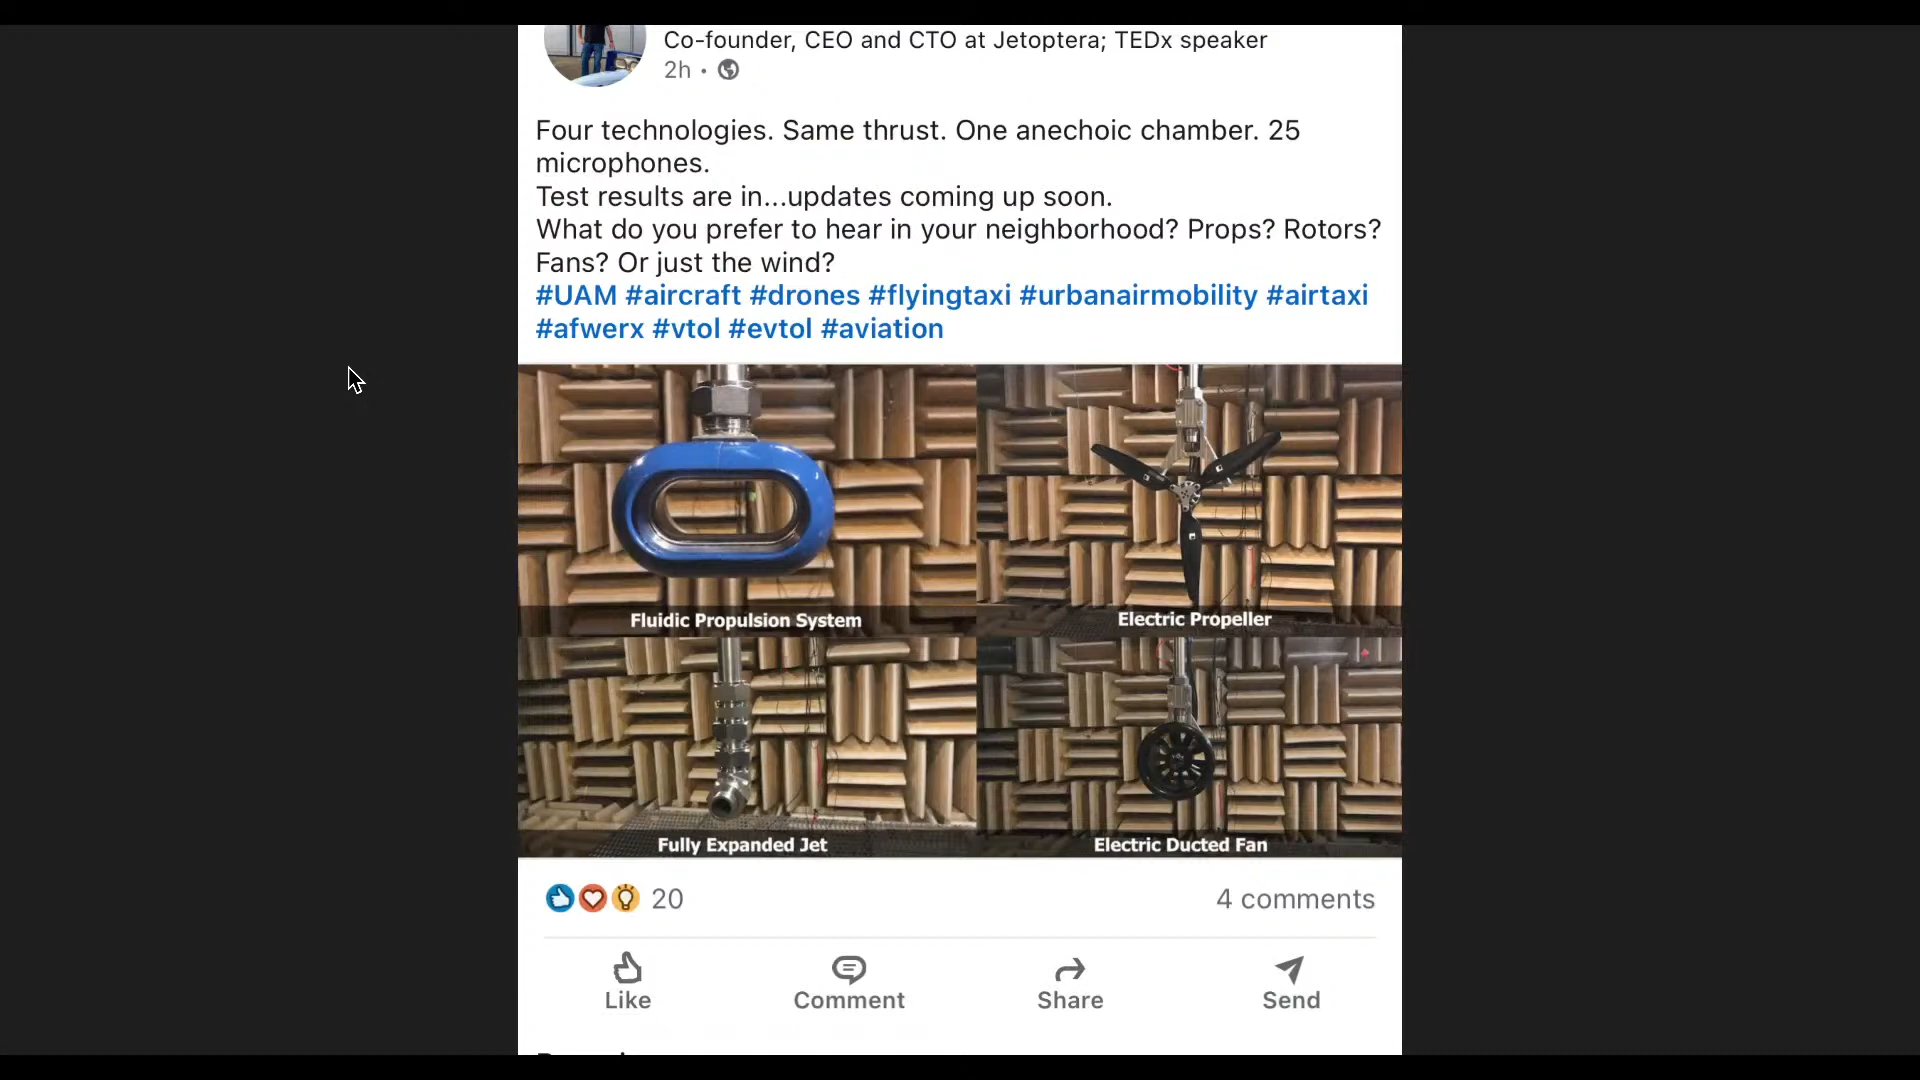 Co-founder, CEO and CTO at Jetoptera; TEDx speaker
2h •
Four technologies. Same thrust. One anechoic chamber. 25
microphones.
Test results are in...updates coming up soon.
What do you prefer to hear in your neighborhood? Props? Rotors?
Fans? Or just the wind?
#UAM #aircraft #drones #flyingtaxi #urbanairmobility #airtaxi
#afwerx #vtol #evtol #aviation
Fluidic Propulsion System
Electric Propeller
Fully Expanded Jet
Electric Ducted Fan
20
4 comments
Like
Comment
Share
Send